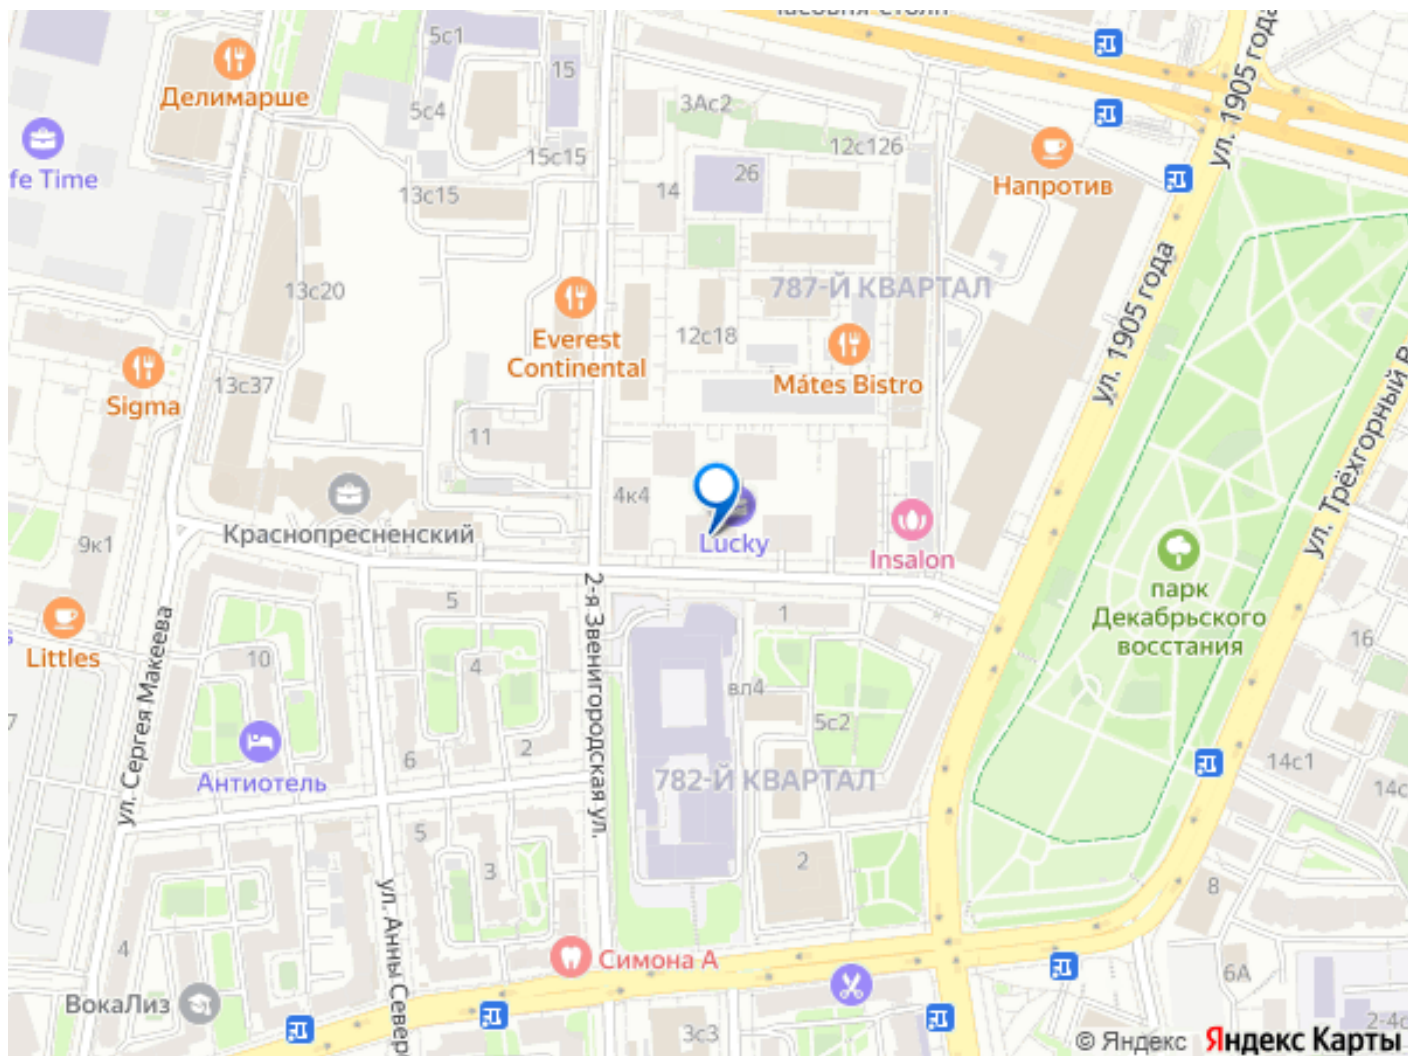 5с1
15
Делимарше
5с4
3Ас2
12с126
fe Time
15с15
13с15
14
26
Напротив
ул. 1905 года
13с20
787-Й КВАРТАЛ
Everest
Continental
12с18
Mátes Bistro
ул. 1905 года
Sigma
13с37
11
4к4
Краснопресненский
Lucky
Insalon
9к1
2-я Звенигородская ул.
парк
Декабрьского
восстания
ул. Трёхгорный В
Littles
5
1
16
10
4
вл4
5с2
ул. Сергея Макеева
6
2
Антиотель
782-Й КВАРТАЛ
14с1
14с
5
3
2
8
ул. Анны Север
4
Симона А
6А
ВокаЛиз
3с3
2-4с
© Яндекс Яндекс Карты